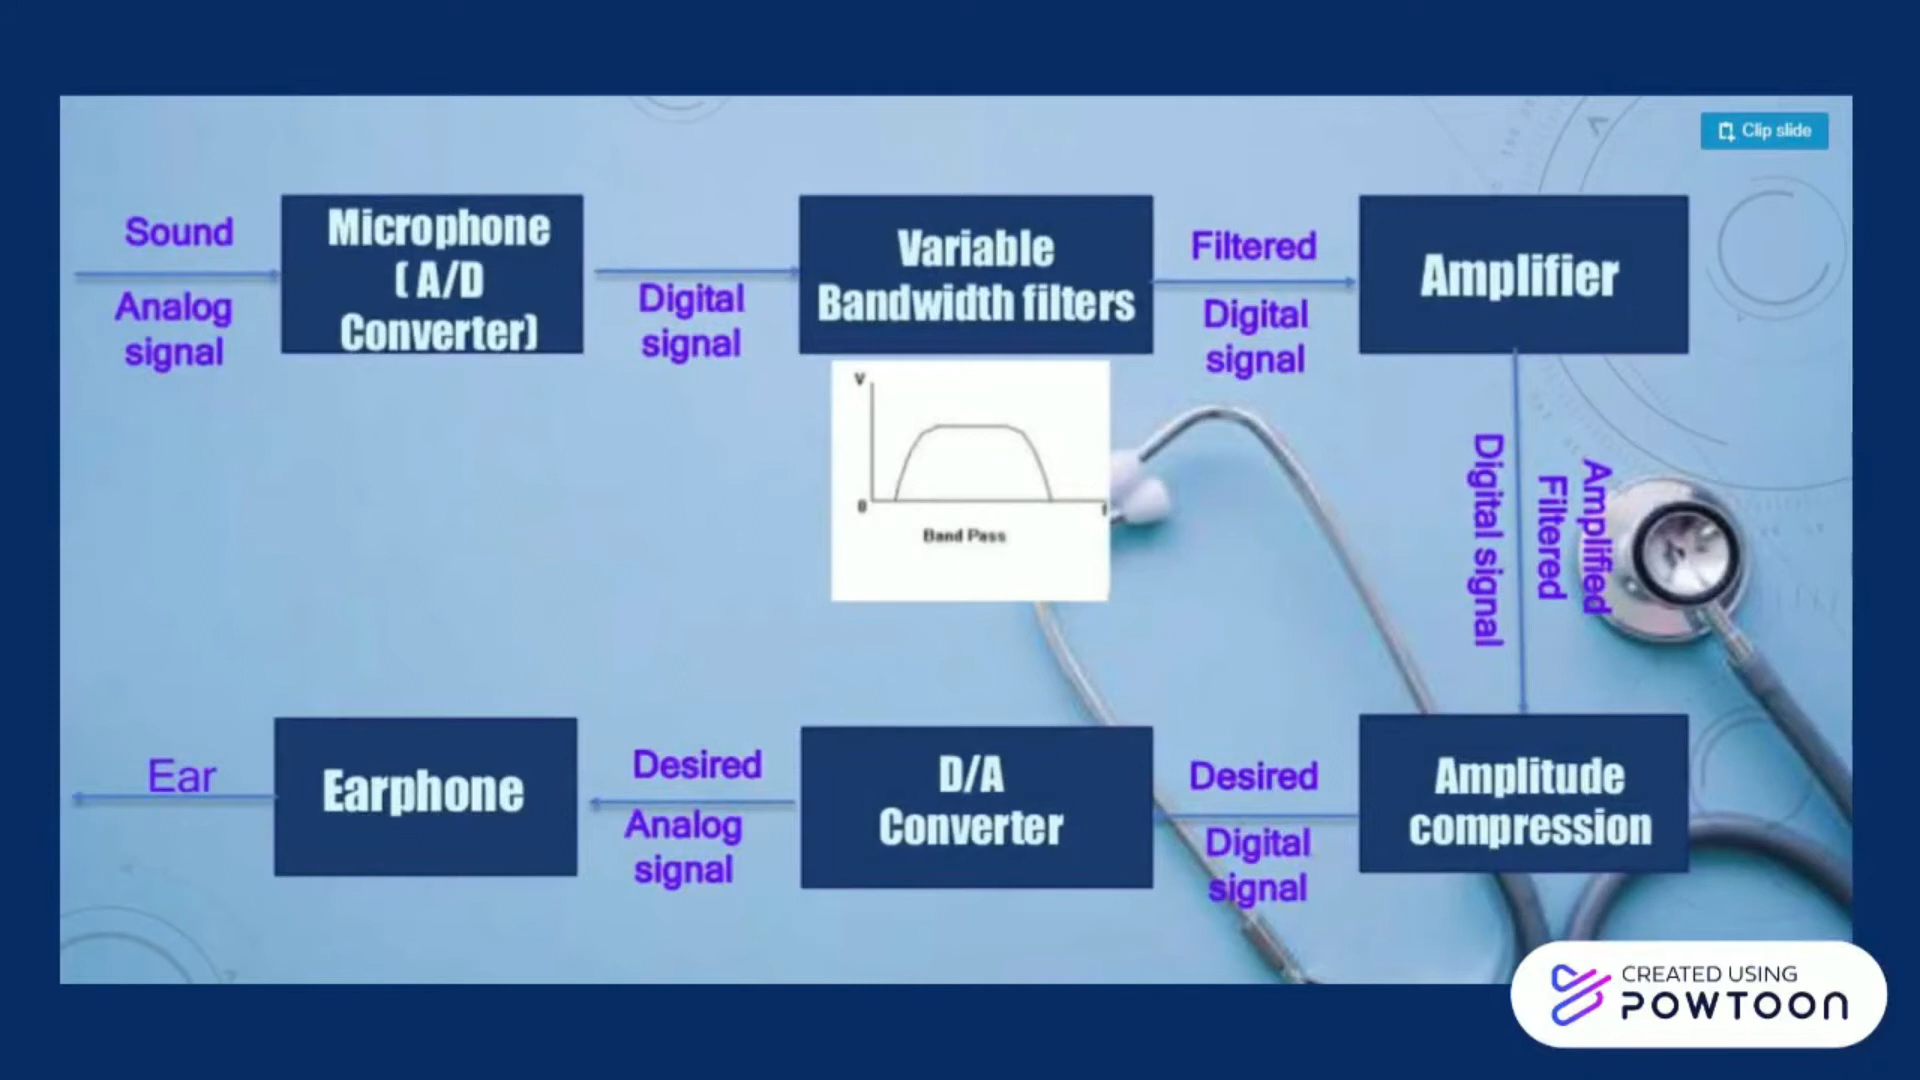 Clip slide
Sound
Analog
signal
Microphone
( A/D
Converter)
Digital
signal
Variable
Bandwidth filters
Filtered
Digital
signal
Amplifier
V
0
f
Band Pass
Amplified
Filtered
Digital signal
Amplitude
compression
Desired
Digital
signal
D/A
Converter
Desired
Analog
signal
Earphone
Ear
CREATED USING
POWTOON